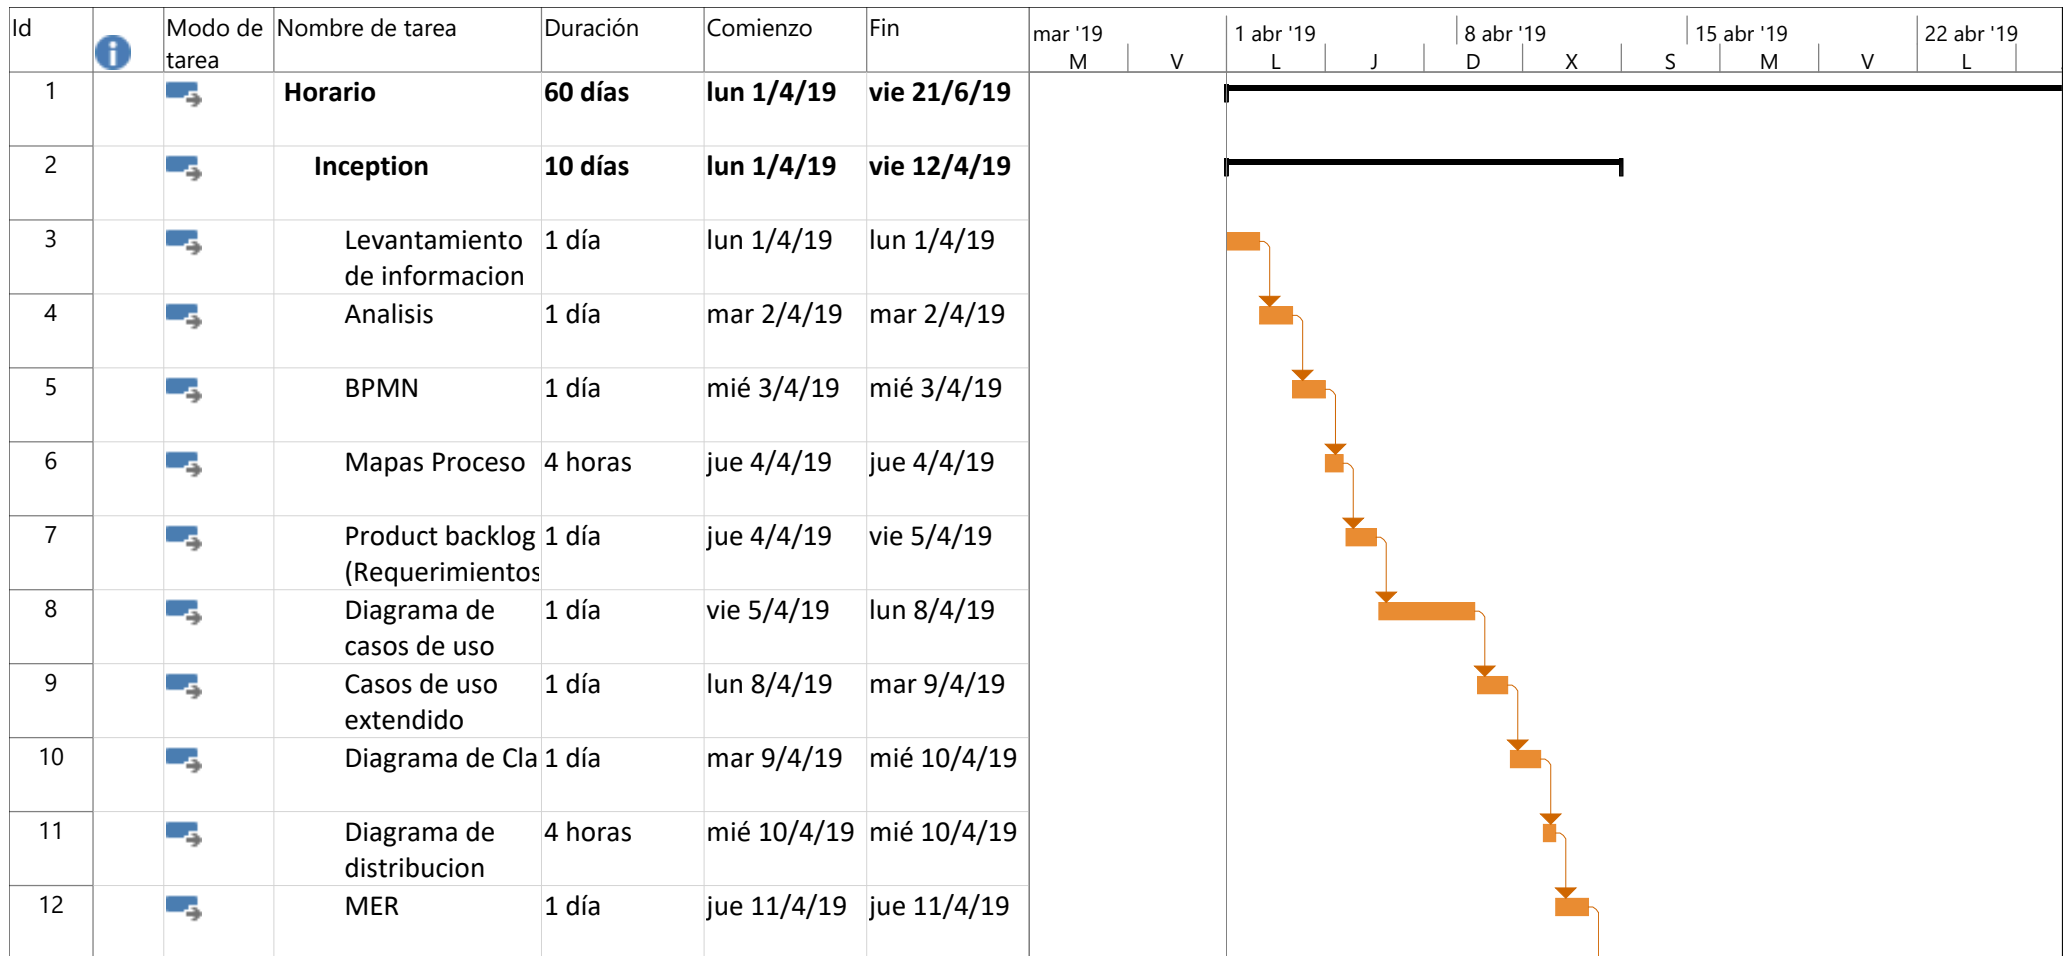 Id Modo de tarea Nombre de tarea Duración Comienzo Fin
mar '19 1 abr '19 8 abr '19 15 abr '19 22 abr '19
M V L J D X S M V L
1 Horario 60 días lun 1/4/19 vie 21/6/19
2 Inception 10 días lun 1/4/19 vie 12/4/19
3 Levantamiento 1 día lun 1/4/19 lun 1/4/19
de informacion
4 Analisis 1 día mar 2/4/19 mar 2/4/19
5 BPMN 1 día mié 3/4/19 mié 3/4/19
6 Mapas Proceso 4 horas jue 4/4/19 jue 4/4/19
7 Product backlog 1 día jue 4/4/19 vie 5/4/19
(Requerimientos
8 Diagrama de 1 día vie 5/4/19 lun 8/4/19
casos de uso
9 Casos de uso 1 día lun 8/4/19 mar 9/4/19
extendido
10 Diagrama de Cla 1 día mar 9/4/19 mié 10/4/19
11 Diagrama de 4 horas mié 10/4/19 mié 10/4/19
distribucion
12 MER 1 día jue 11/4/19 jue 11/4/19